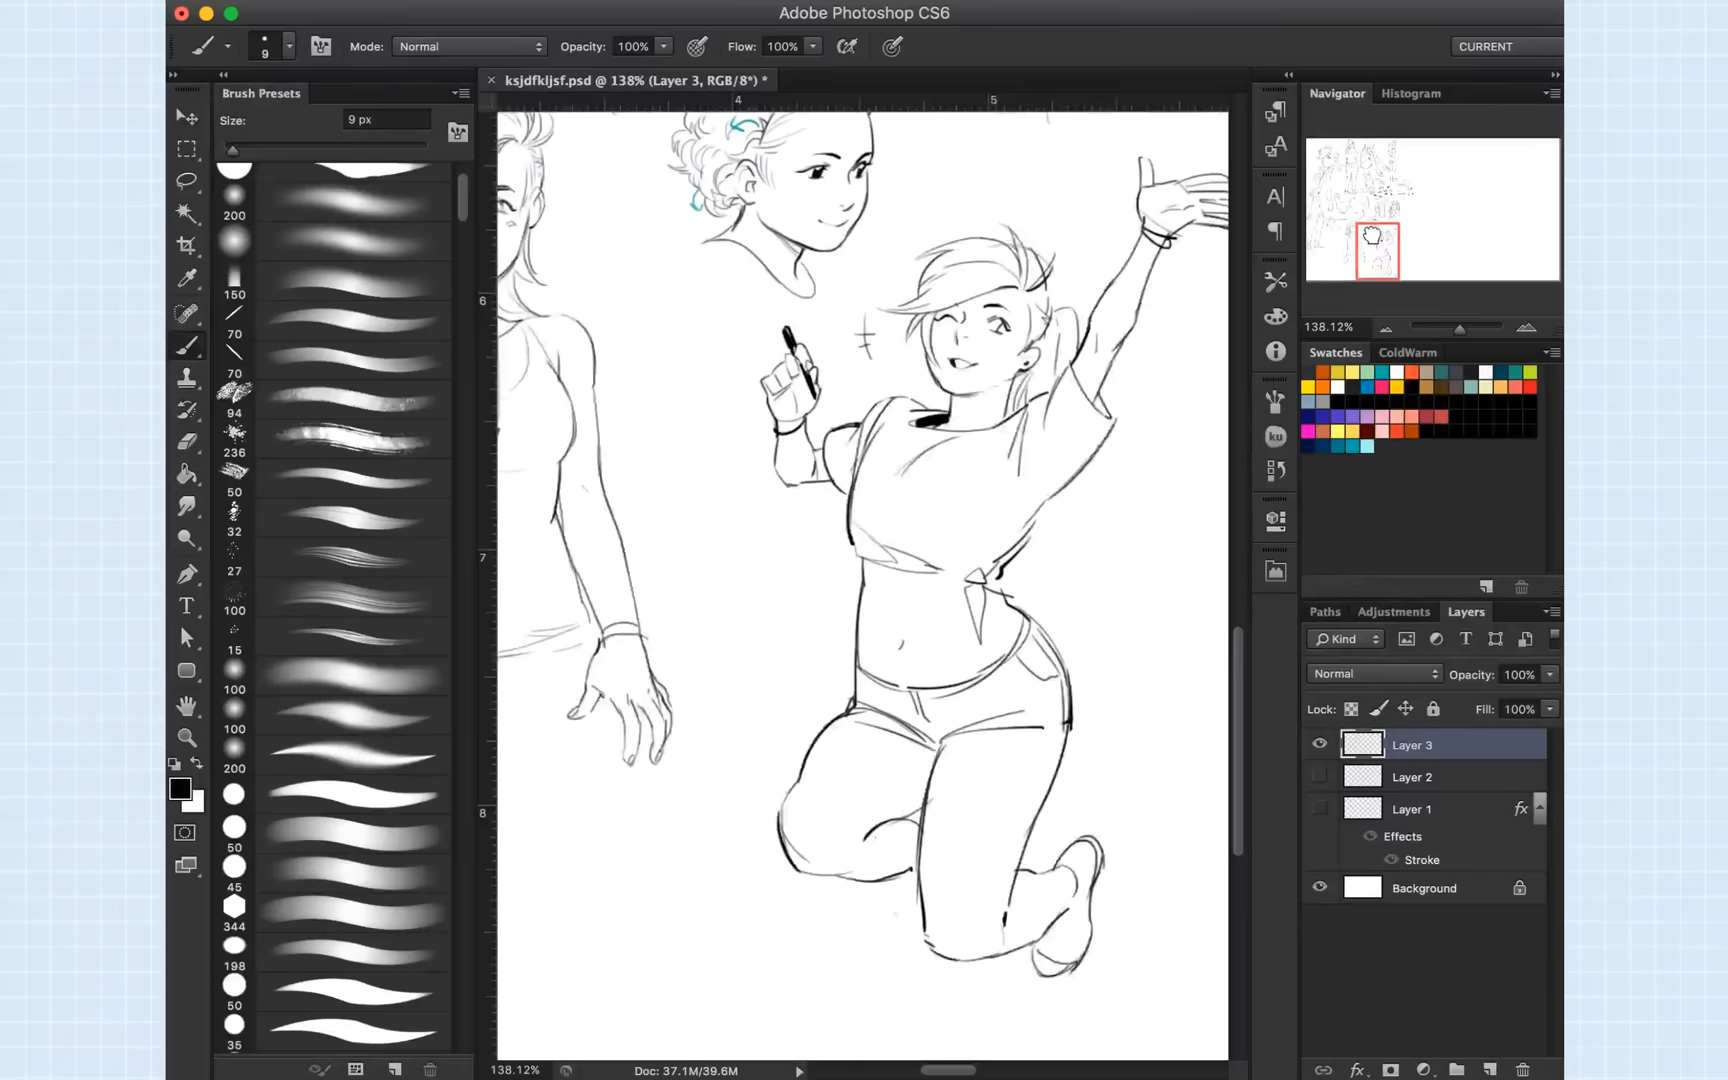 Adobe Photoshop CS6
9
Mode: Normal
Opacity: 100%
Flow: 100%
CURRENT
ksjdfkljsf.psd @ 138% (Layer 3, RGB/8*) *
Brush Presets
Size: 9 px
200
150
70
70
94
236
50
32
27
100
15
100
100
200
50
45
344
198
50
35
4
5
6
7
8
138.12%
Doc: 37.1M/39.6M
A
A
ku
Navigator
Histogram
138.12%
Swatches
ColdWarm
Paths
Adjustments
Layers
Kind
T
Normal
Opacity: 100%
Lock:
Fill: 100%
Layer 3
Layer 2
Layer 1
fx
Effects
Stroke
Background
fx
T